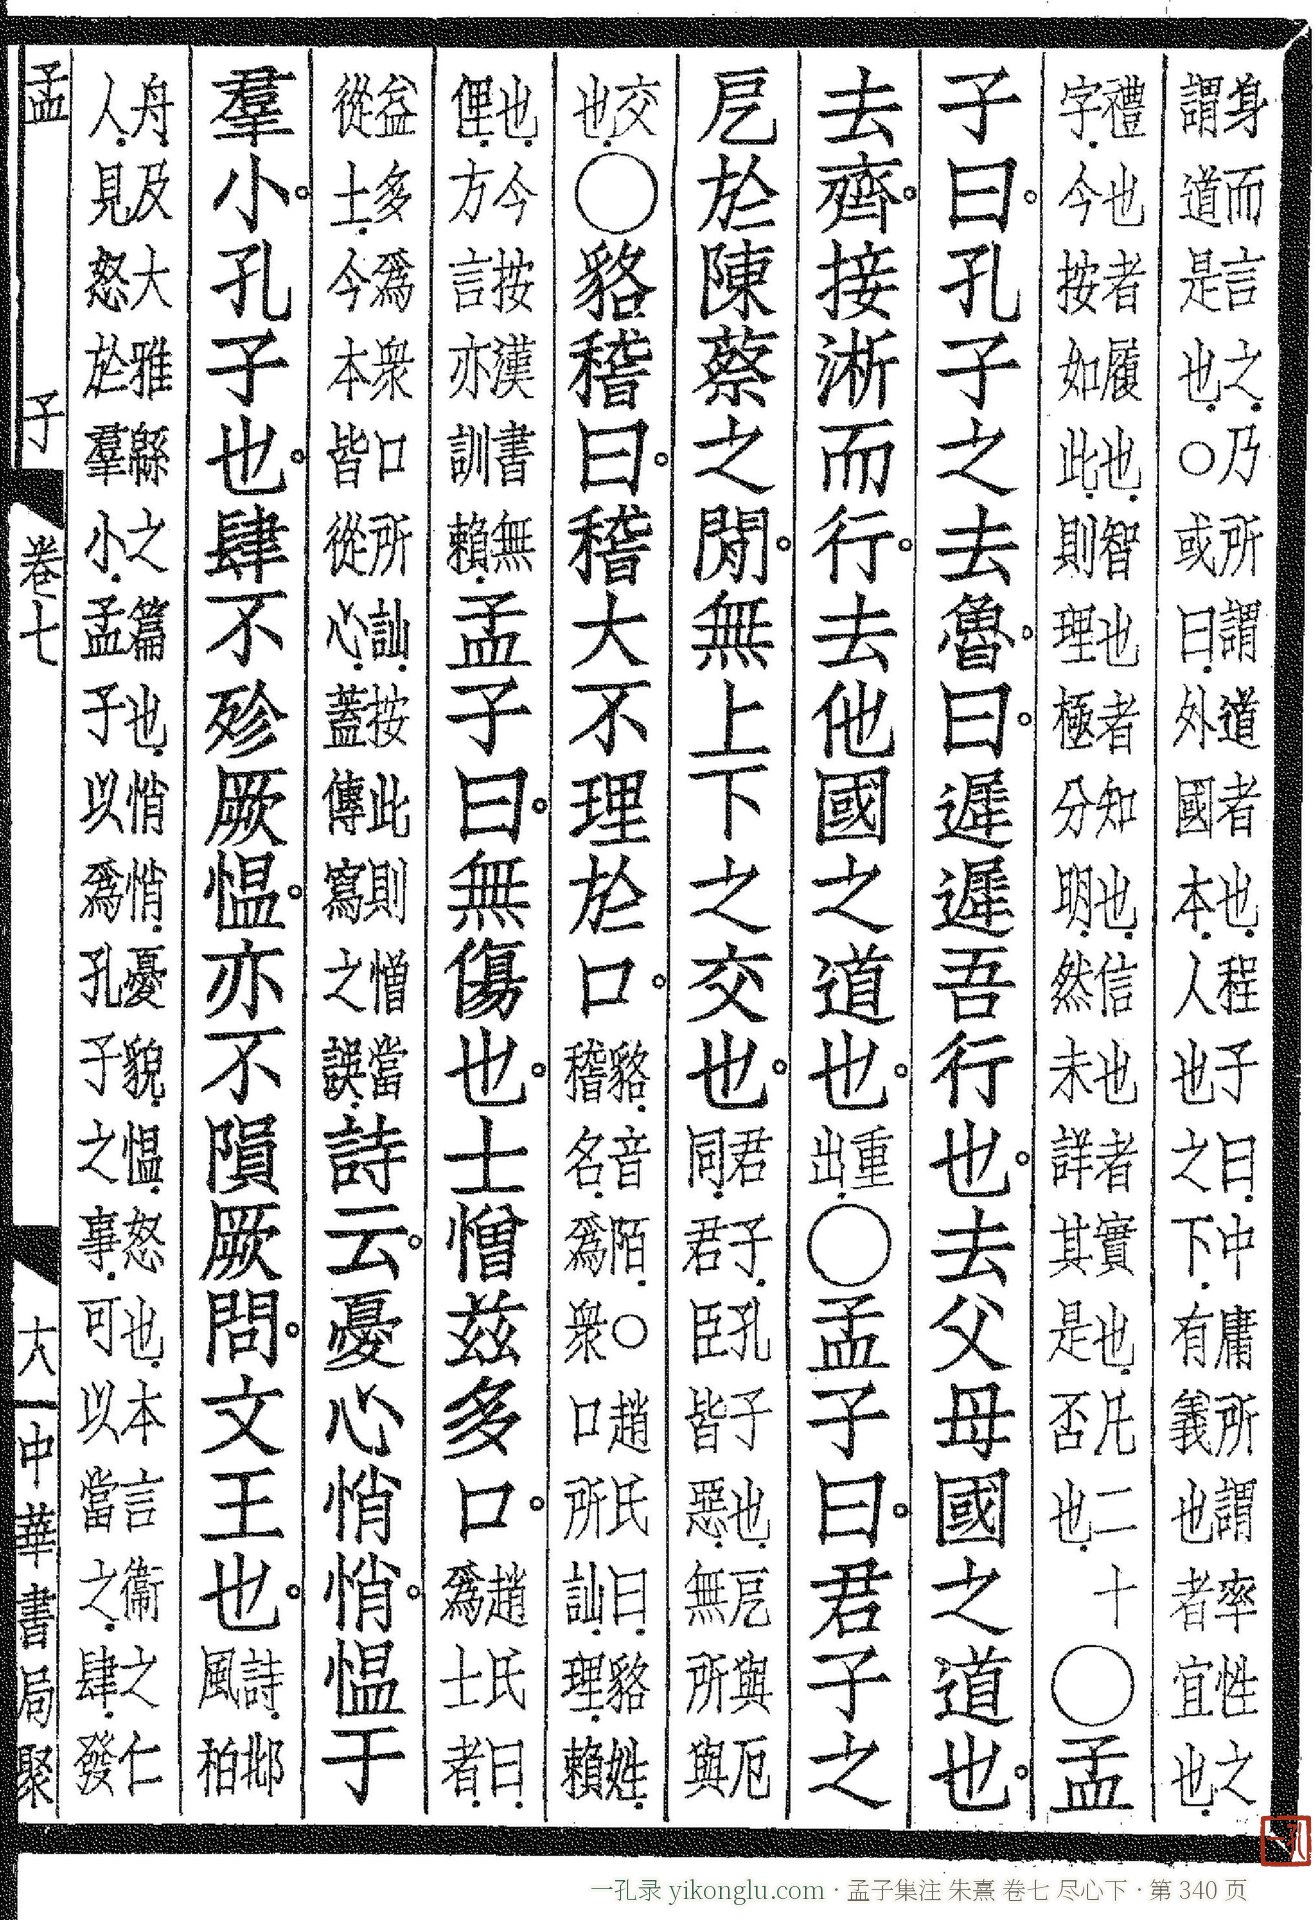 身而言之乃所謂道者也程子曰中庸所謂率性之
謂道是也○或曰外國本人也之下有義也者宜也
禮也者履也智也者知也信也者實也凡二十
字今按如此則理極分明然未詳其是否也
○孟
子曰孔子之去魯曰遲遲吾行也去父母國之道也
去齊接淅而行去他國之道也
重
出
○孟子曰君子之
戹於陳蔡之閒無上下之交也
君子孔子也戹與厄
同君臣皆惡無所與
交
也
○貉稽曰稽大不理於口
貉音陌○趙氏曰貉姓
稽名爲衆口所訕理賴
也今按漢書無
俚方言亦訓賴
孟子曰無傷也士憎茲多口
趙氏曰
爲士者
益多爲衆口所訕按此則憎當
從士今本皆從心蓋傳寫之誤
詩云憂心悄悄愠于
羣小孔子也肆不殄厥愠亦不隕厥問文王也
詩邶
風柏
舟及大雅緜之篇也悄悄憂貌愠怒也本言衞之仁
人見怒於羣小孟子以爲孔子之事可以當之肆發
孟子 卷七 大一 中華書局聚
一孔录 yikonglu.com · 孟子集注 朱熹 卷七 尽心下 · 第 340 页